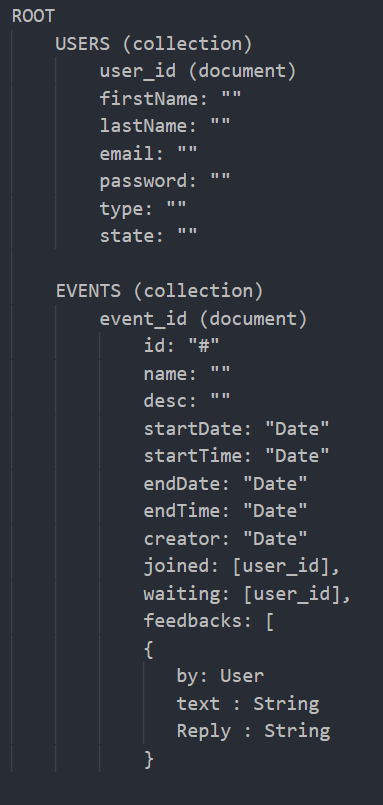 ROOT
USERS (collection)
user_id (document)
firstName: ""
lastName: ""
email: ""
password: ""
type: ""
state: ""
EVENTS (collection)
event_id (document)
id: "#"
name: ""
desc: ""
startDate: "Date"
startTime: "Date"
endDate: "Date"
endTime: "Date"
creator: "Date"
joined: [user_id],
waiting: [user_id],
feedbacks: [
{
by: User
text : String
Reply : String
}